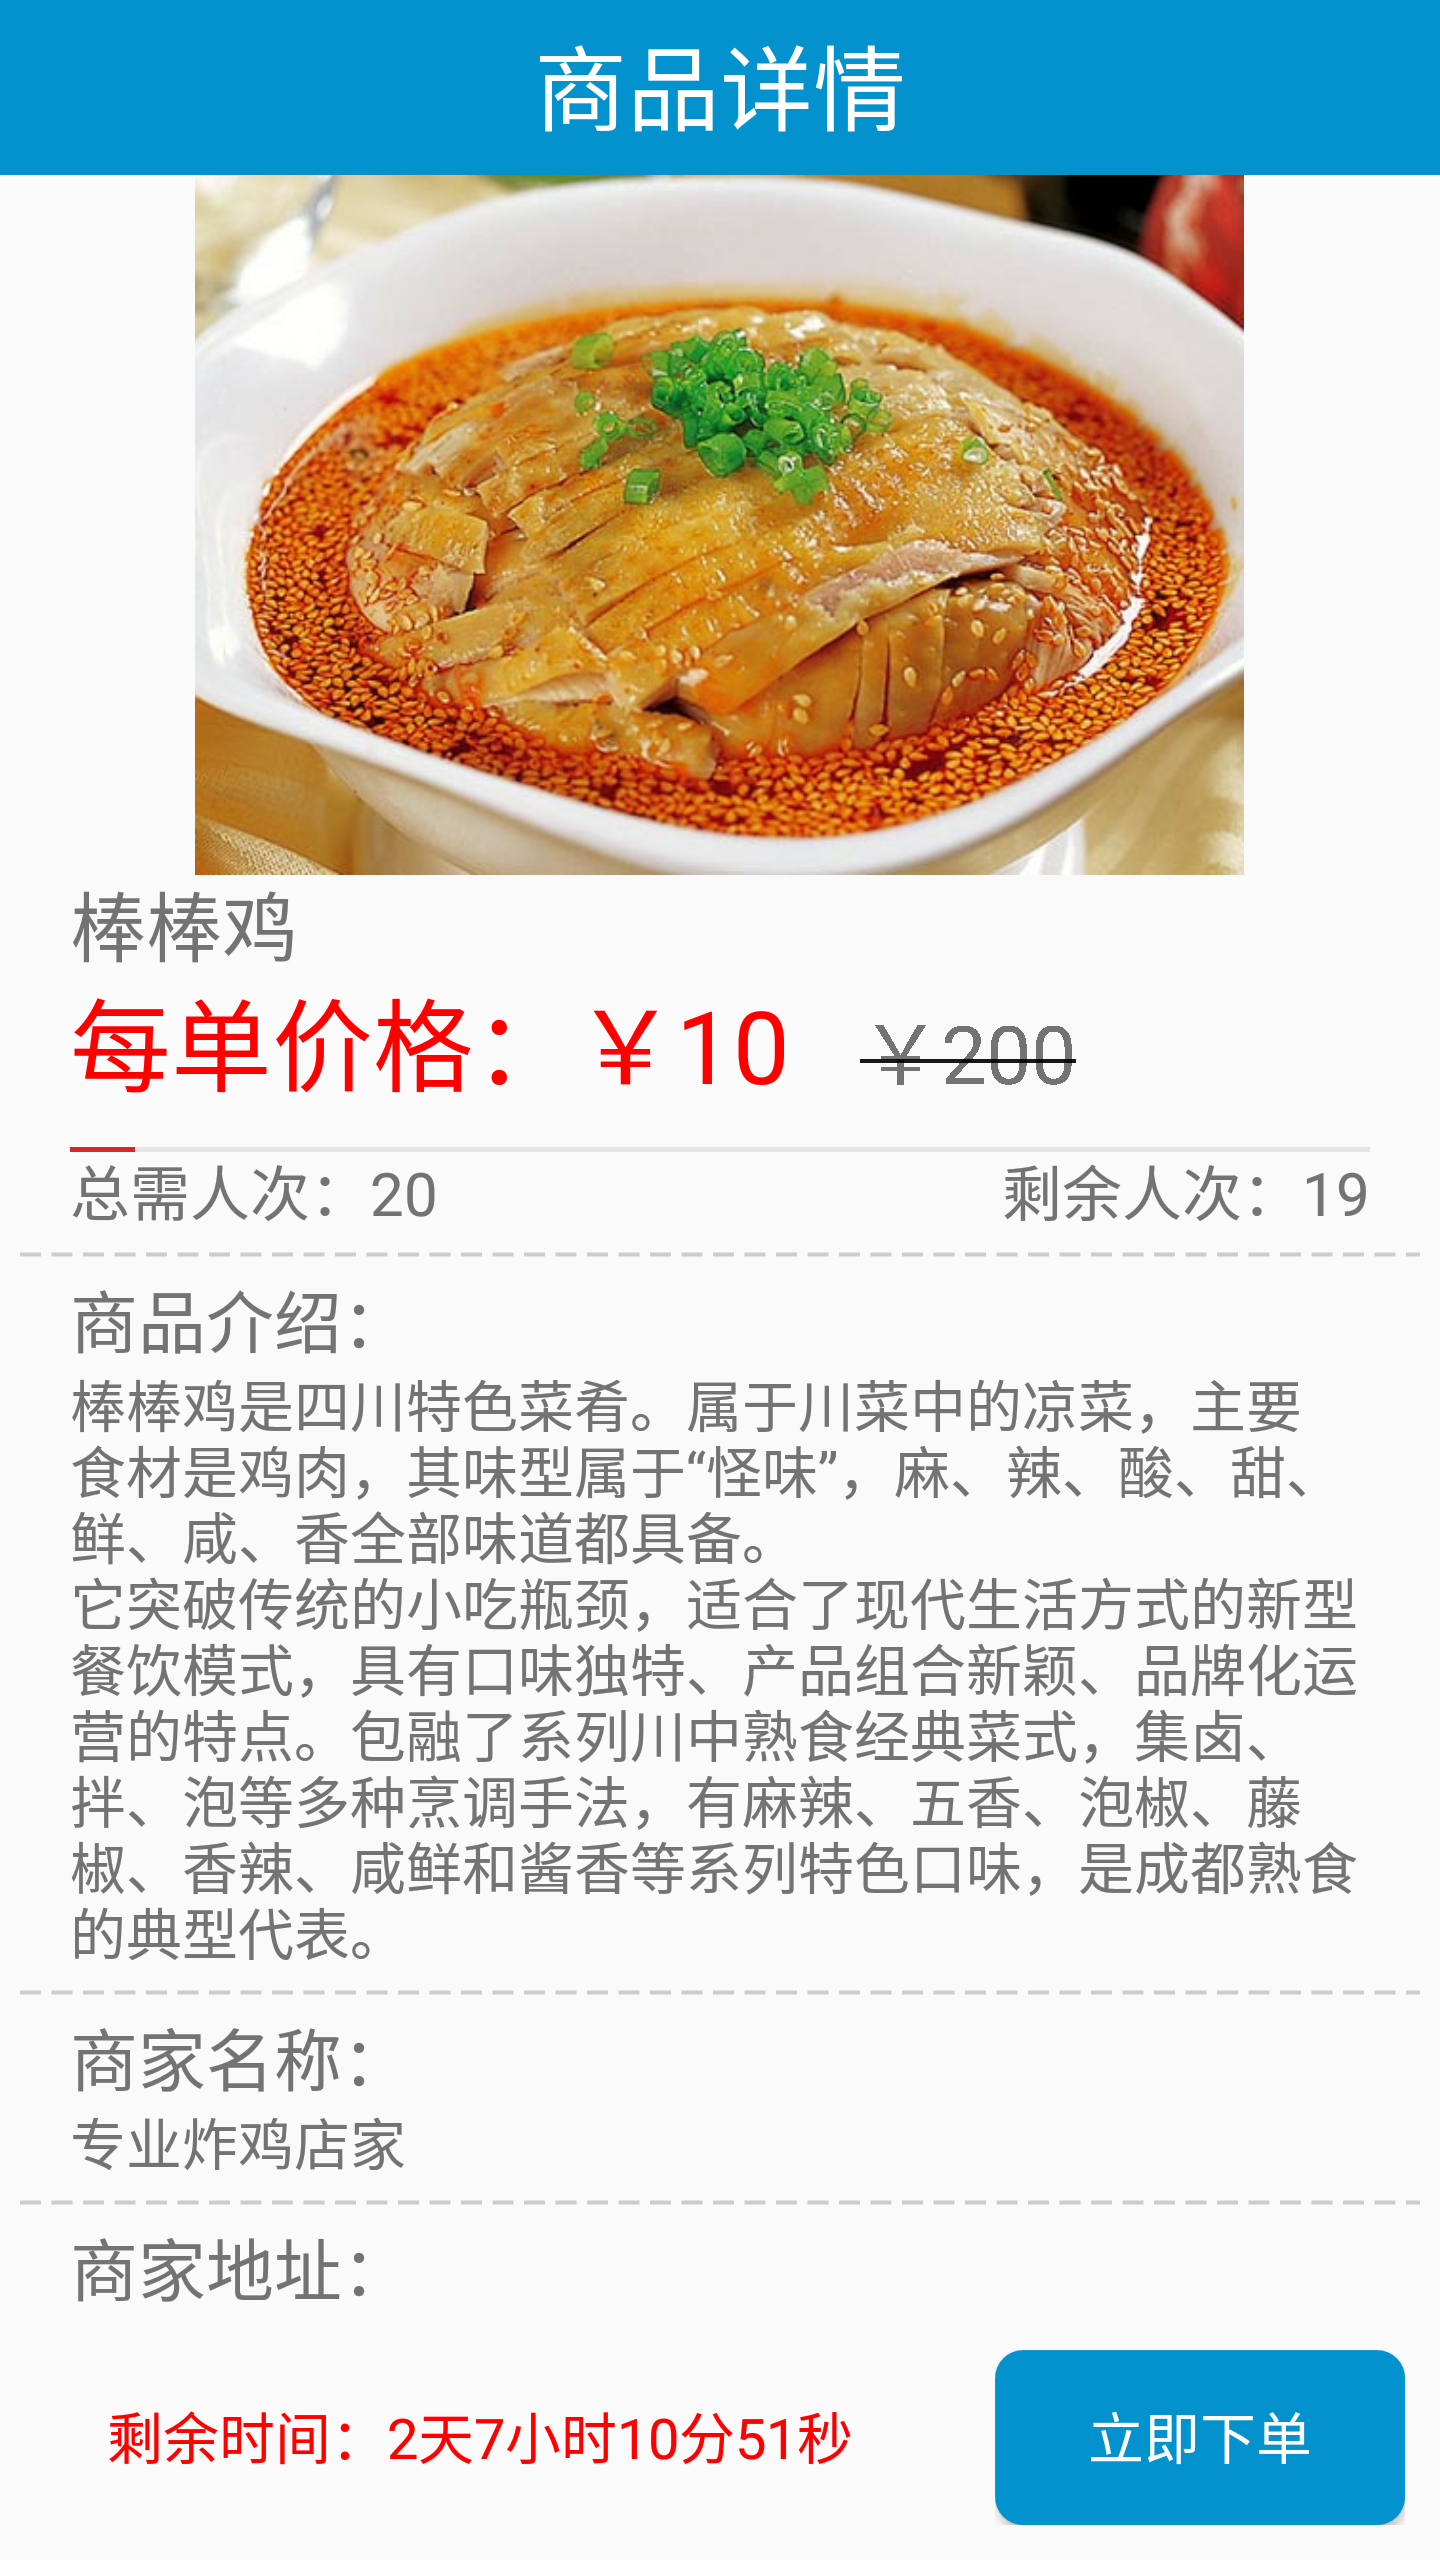 商品详情
棒棒鸡
每单价格：￥10 ￥200
总需人次：20 剩余人次：19
商品介绍：
棒棒鸡是四川特色菜肴。属于川菜中的凉菜，主要
食材是鸡肉，其味型属于“怪味”，麻、辣、酸、甜、
鲜、咸、香全部味道都具备。
它突破传统的小吃瓶颈，适合了现代生活方式的新型
餐饮模式，具有口味独特、产品组合新颖、品牌化运
营的特点。包融了系列川中熟食经典菜式，集卤、
拌、泡等多种烹调手法，有麻辣、五香、泡椒、藤
椒、香辣、咸鲜和酱香等系列特色口味，是成都熟食
的典型代表。
商家名称：
专业炸鸡店家
商家地址：
剩余时间：2天7小时10分51秒 立即下单